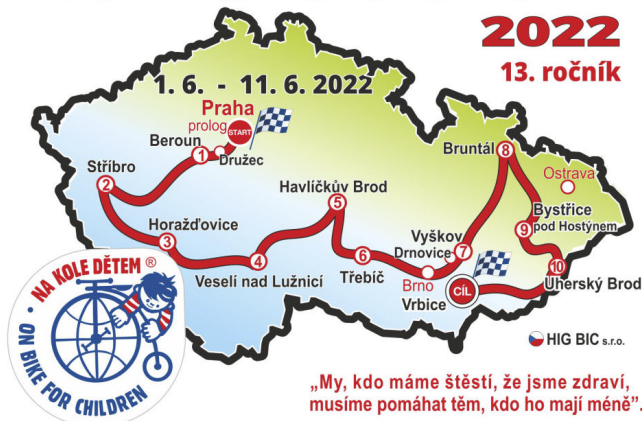 2022
13. ročník
1. 6. - 11. 6. 2022
Praha
prolog
START
Beroun
1
Družec
Stříbro
2
Bruntál
8
Ostrava
Havlíčkův Brod
5
Bystřice
pod Hostýnem
9
Horažďovice
3
Vyškov
Drnovice
7
Veselí nad Lužnicí
4
Třebíč
6
Brno
Vrbice
CÍL
10
Uherský Brod
NA KOLE DĚTEM ®
ON BIKE FOR CHILDREN
HIG BIC s.r.o.
„My, kdo máme štěstí, že jsme zdraví,
musíme pomáhat těm, kdo ho mají méně”.